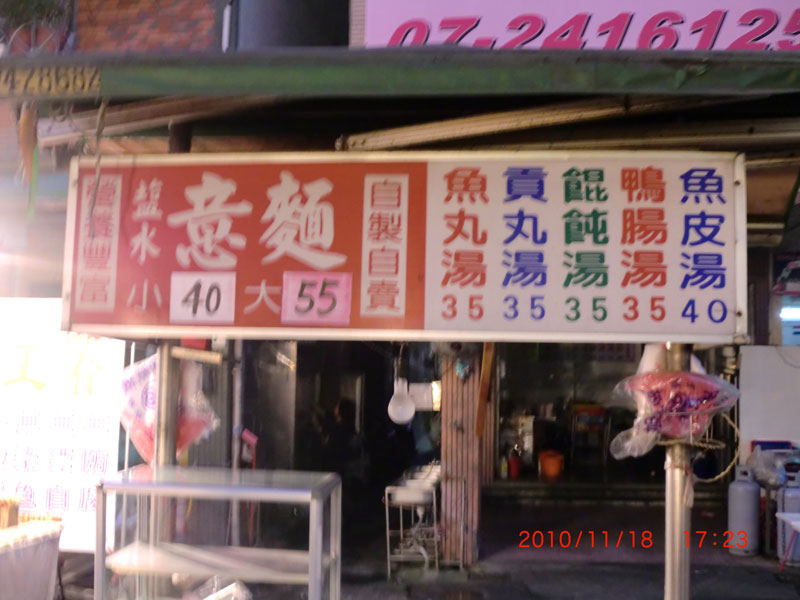 07-2416125
428682
營養豐富
鹽水
意麵
小 40 大 55
自製自賣
魚丸湯 35
貢丸湯 35
餛飩湯 35
鴨腸湯 35
魚皮湯 40
2010/11/18 17:23